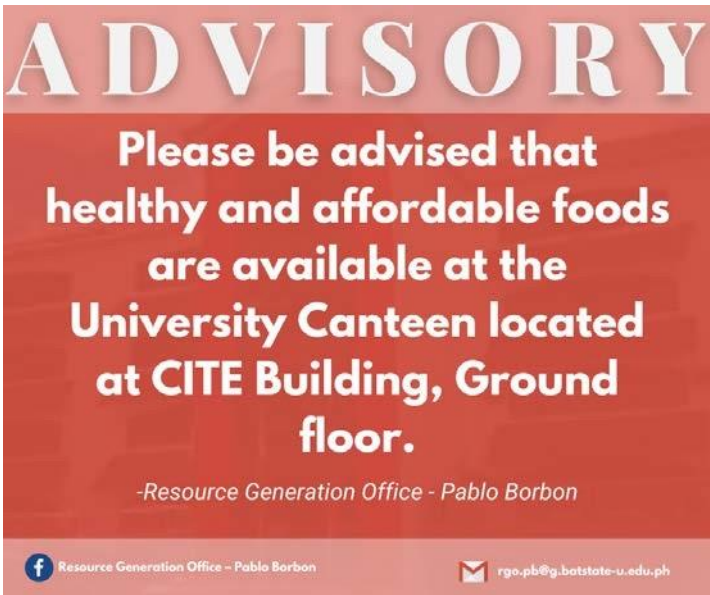 ADVISORY
Please be advised that
healthy and affordable foods
are available at the
University Canteen located
at CITE Building, Ground
floor.
-Resource Generation Office - Pablo Borbon
Resource Generation Office – Pablo Borbon
rgo.pb@g.batstate-u.edu.ph